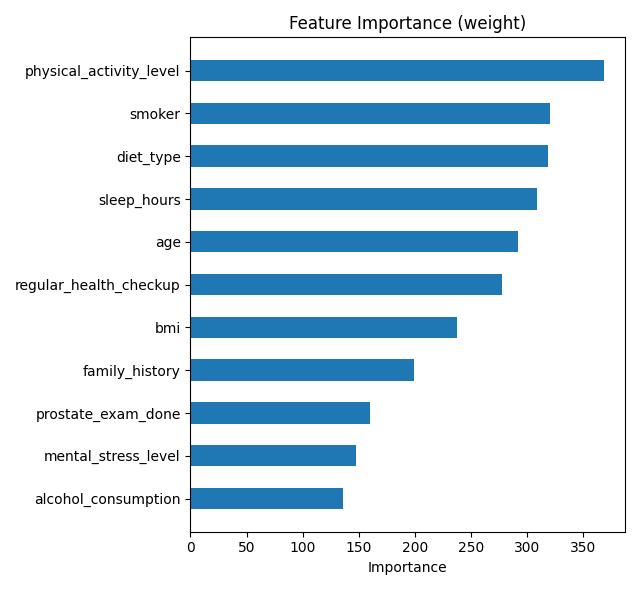 Feature Importance (weight)
physical_activity_level
smoker
diet_type
sleep_hours
age
regular_health_checkup
bmi
family_history
prostate_exam_done
mental_stress_level
alcohol_consumption
0 50 100 150 200 250 300 350
Importance